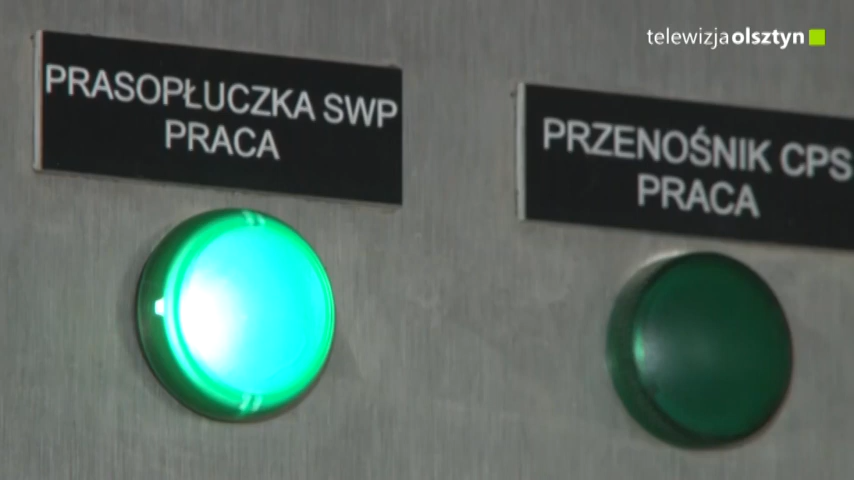 telewizjaolsztyn
PRASOPŁUCZKA SWP
PRACA
PRZENOŚNIK CPS
PRACA